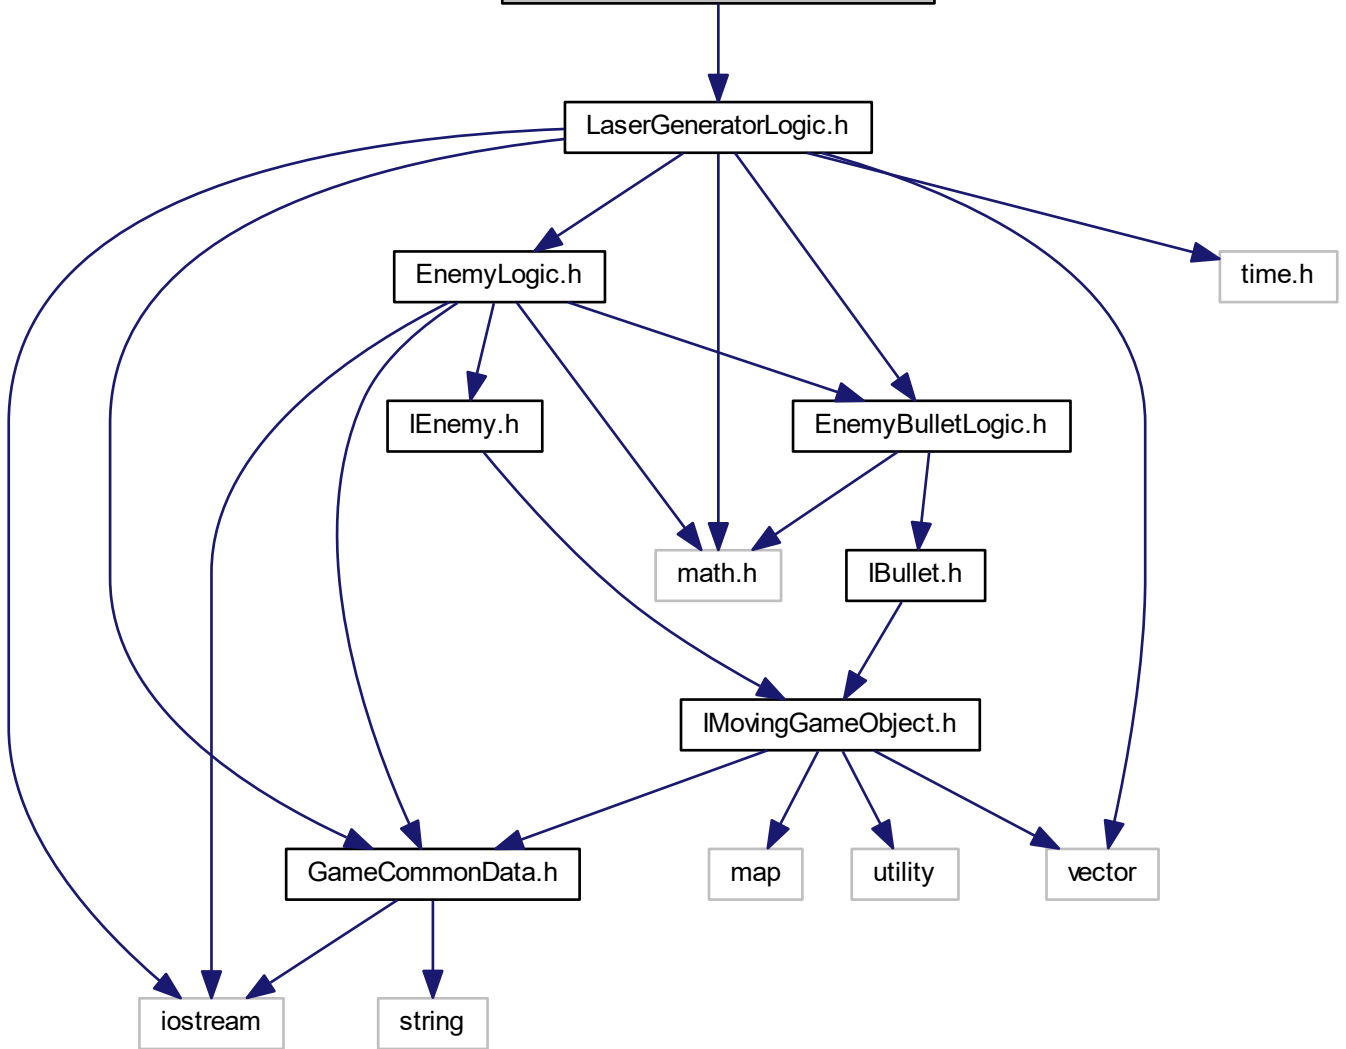 LaserGeneratorLogic.h
EnemyLogic.h
time.h
IEnemy.h
EnemyBulletLogic.h
math.h
IBullet.h
IMovingGameObject.h
GameCommonData.h
map
utility
vector
iostream
string